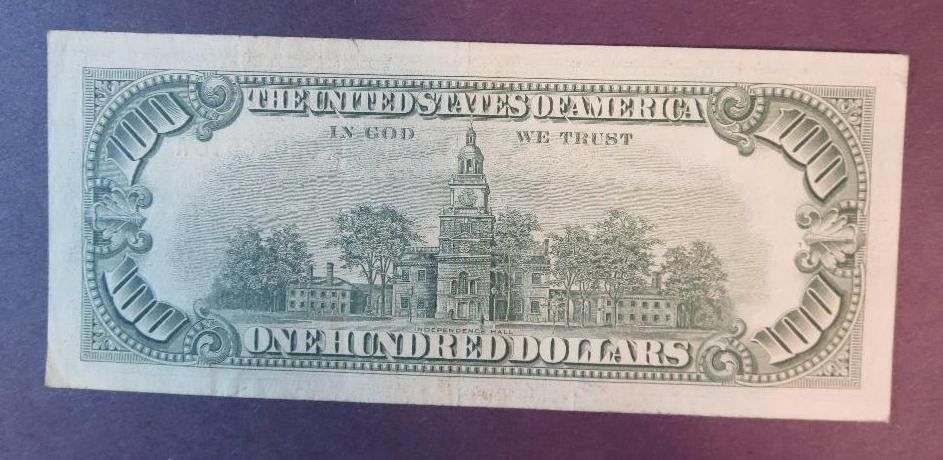 THE UNITED STATES OF AMERICA
100
100
IN GOD WE TRUST
INDEPENDENCE HALL
100
100
ONE HUNDRED DOLLARS